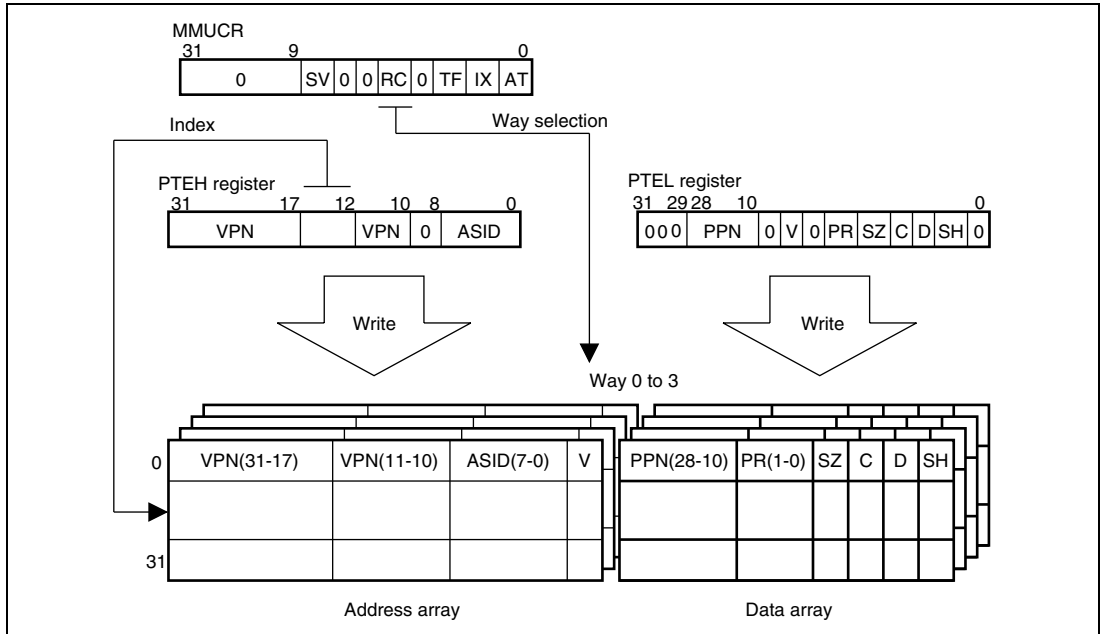 MMUCR
31 9 0
0 SV 0 0 RC 0 TF IX AT
Index
Way selection
PTEH register
31 17 12 10 8 0
VPN VPN 0 ASID
PTEL register
31 29 28 10 0
0 0 0 PPN 0 V 0 PR SZ C D SH 0
Write
Write
Way 0 to 3
0 VPN(31-17) VPN(11-10) ASID(7-0) V
PPN(28-10) PR(1-0) SZ C D SH
31
Address array
Data array